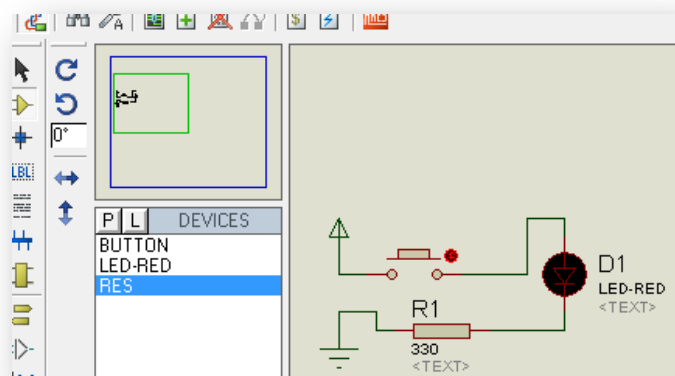 A
$
0°
LBL
P L DEVICES
BUTTON
LED-RED
RES
D1
LED-RED
<TEXT>
R1
330
<TEXT>